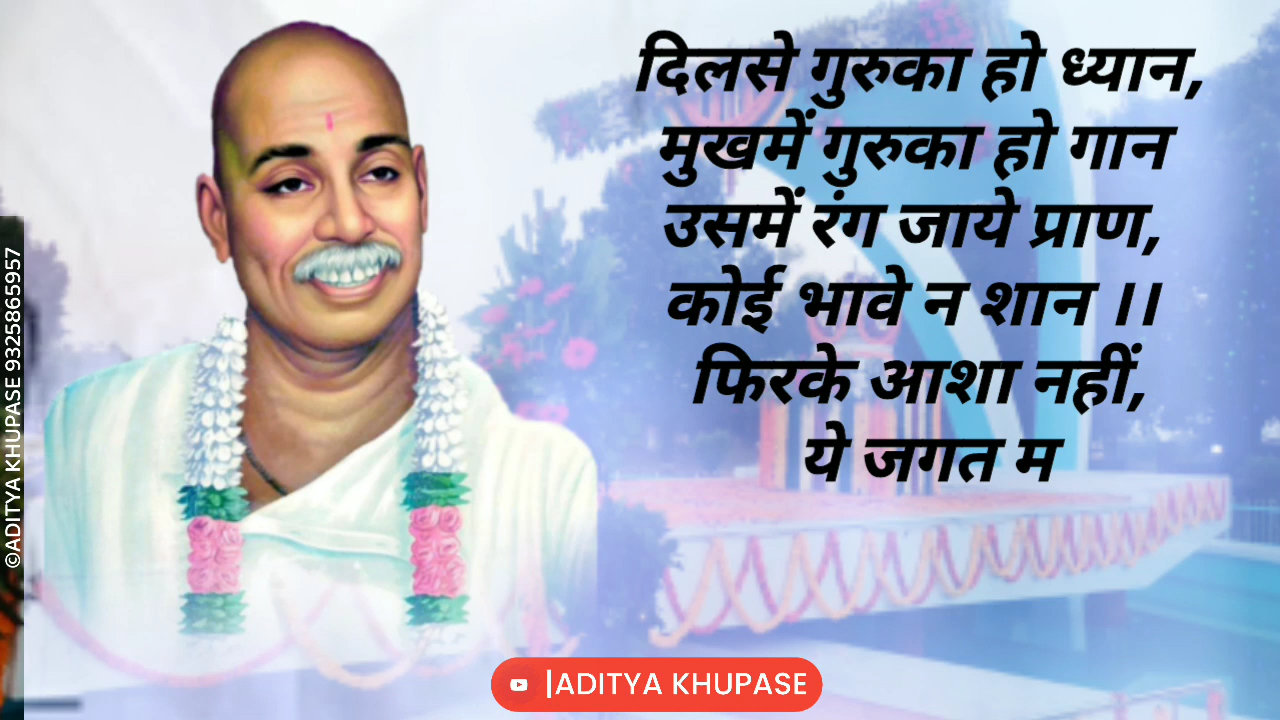 दिलसे गुरुका हो ध्यान,
मुखमें गुरुका हो गान
उसमें रंग जाये प्राण,
कोई भावे न शान ।।
फिरके आशा नहीं,
ये जगत म
©ADITYA KHUPASE 9325865957
|ADITYA KHUPASE